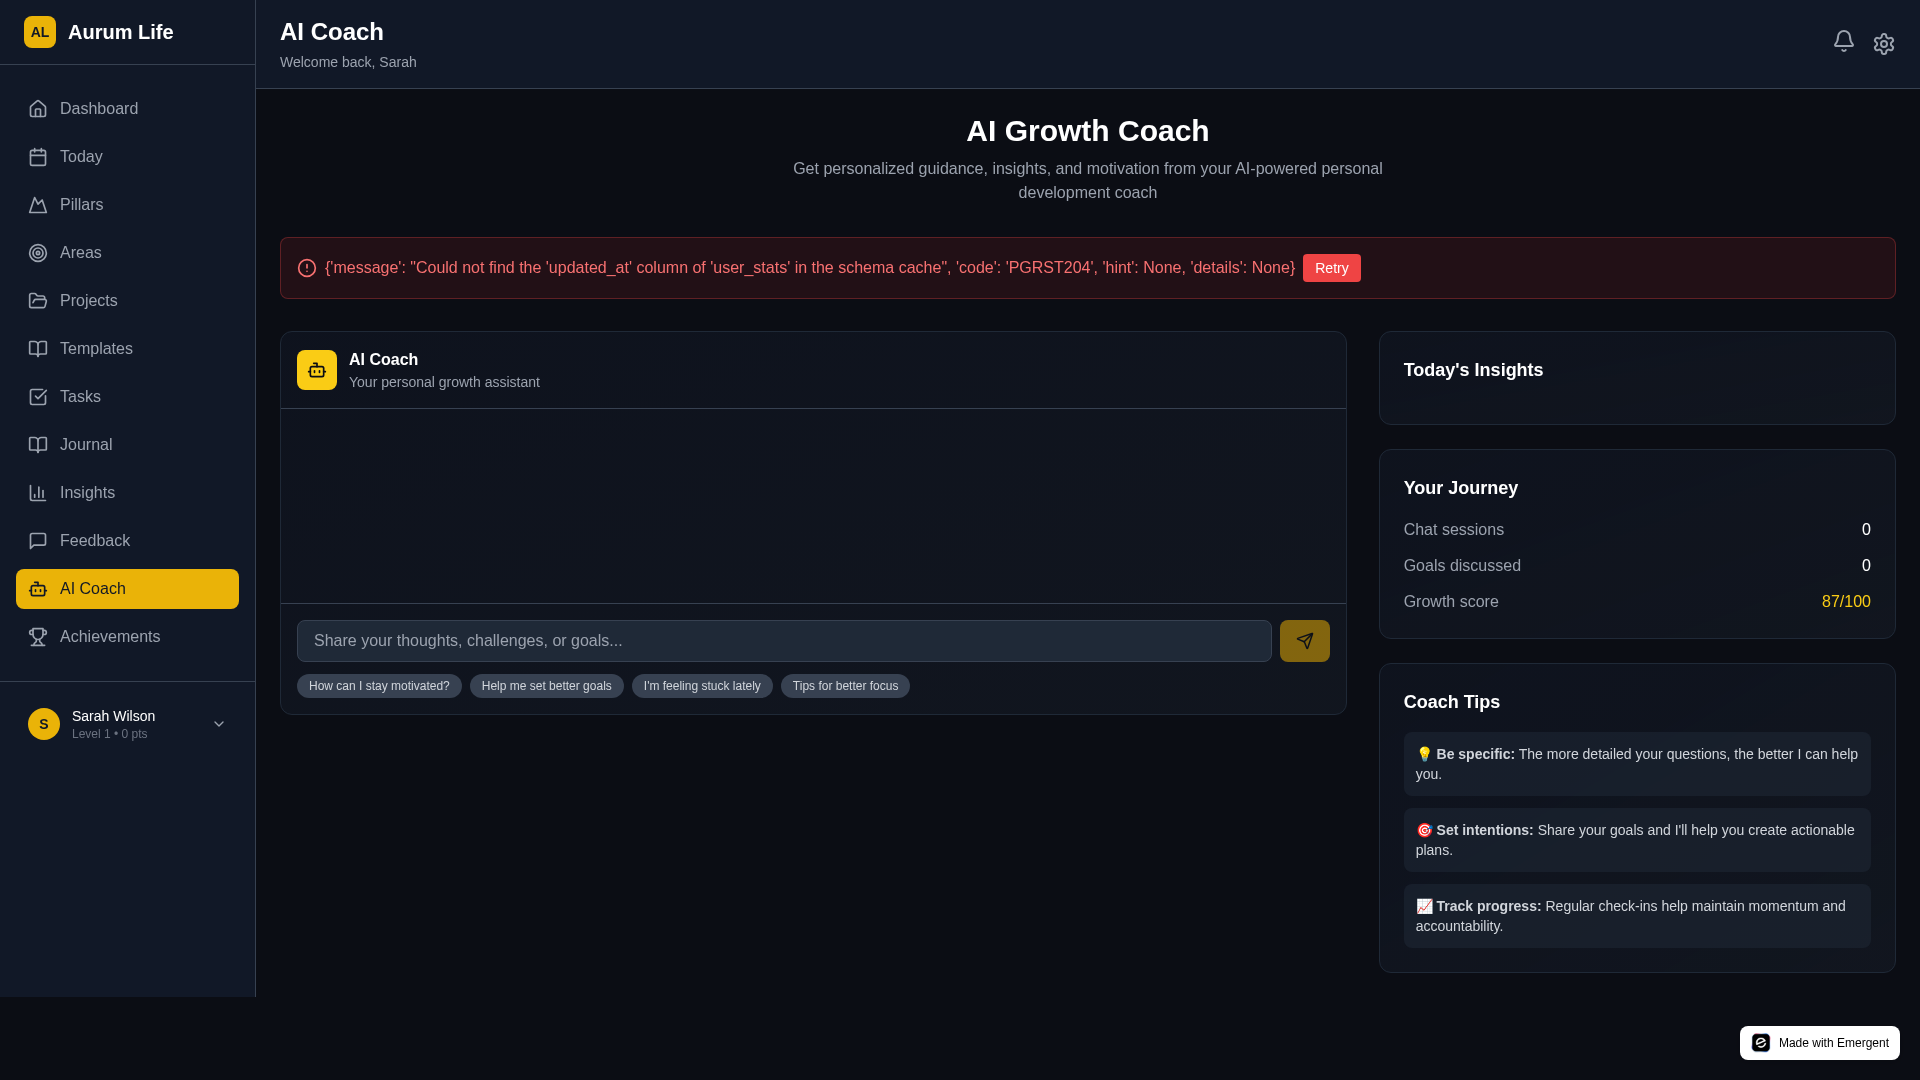 AL
Aurum Life
Dashboard
Today
Pillars
Areas
Projects
Templates
Tasks
Journal
Insights
Feedback
AI Coach
Achievements
S
Sarah Wilson
Level 1 • 0 pts
AI Coach
Welcome back, Sarah
AI Growth Coach
Get personalized guidance, insights, and motivation from your AI-powered personal
development coach
{'message': "Could not find the 'updated_at' column of 'user_stats' in the schema cache", 'code': 'PGRST204', 'hint': None, 'details': None}
Retry
AI Coach
Your personal growth assistant
Share your thoughts, challenges, or goals...
How can I stay motivated?
Help me set better goals
I'm feeling stuck lately
Tips for better focus
Today's Insights
Your Journey
Chat sessions 0
Goals discussed 0
Growth score 87/100
Coach Tips
💡 Be specific: The more detailed your questions, the better I can help
you.
🎯 Set intentions: Share your goals and I'll help you create actionable
plans.
📈 Track progress: Regular check-ins help maintain momentum and
accountability.
Made with Emergent